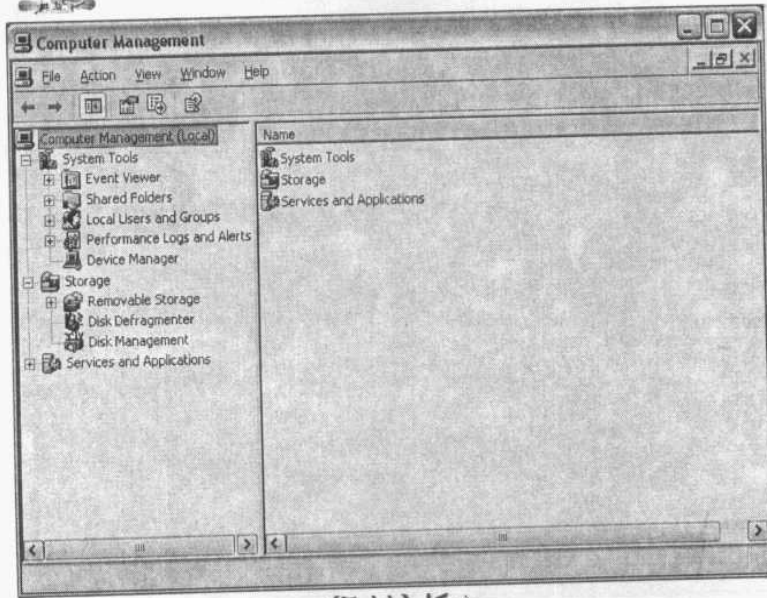 Computer Management
File Action View Window Help
Computer Management (Local)
System Tools
Event Viewer
Shared Folders
Local Users and Groups
Performance Logs and Alerts
Device Manager
Storage
Removable Storage
Disk Defragmenter
Disk Management
Services and Applications
Name
System Tools
Storage
Services and Applications